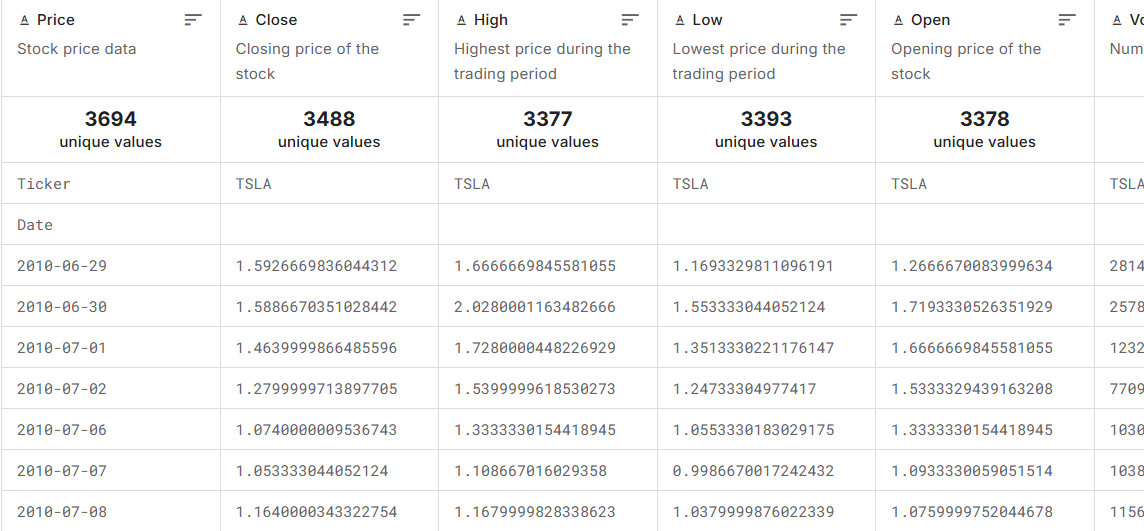 Price Close High Low Open Vo
Stock price data Closing price of the Highest price during the Lowest price during the Opening price of the Num
stock trading period trading period stock
3694 3488 3377 3393 3378
unique values unique values unique values unique values unique values
Ticker TSLA TSLA TSLA TSLA TSLA
Date
2010-06-29 1.5926669836044312 1.6666669845581055 1.1693329811096191 1.2666670083999634 2814
2010-06-30 1.5886670351028442 2.0280001163482666 1.553333044052124 1.7193330526351929 2578
2010-07-01 1.4639999866485596 1.7280000448226929 1.3513330221176147 1.6666669845581055 1232
2010-07-02 1.2799999713897705 1.5399999618530273 1.24733304977417 1.5333329439163208 7709
2010-07-06 1.0740000009536743 1.3333330154418945 1.0553330183029175 1.3333330154418945 1030
2010-07-07 1.053333044052124 1.108667016029358 0.9986670017242432 1.0933330059051514 1038
2010-07-08 1.1640000343322754 1.1679999828338623 1.0379999876022339 1.0759999752044678 1156